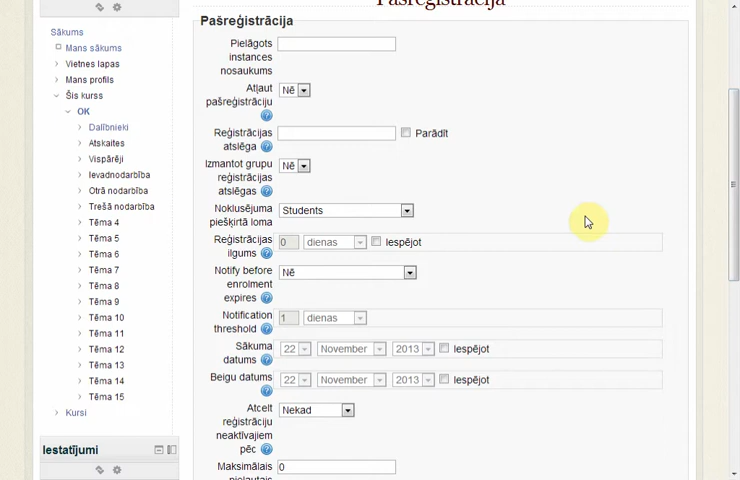 Pašreģistrācija
Sākums
Mans sākums
Vietnes lapas
Mans profils
Šis kurss
OK
Dalībnieki
Atskaites
Vispārēji
Ievadnodarbība
Otrā nodarbība
Trešā nodarbība
Tēma 4
Tēma 5
Tēma 6
Tēma 7
Tēma 8
Tēma 9
Tēma 10
Tēma 11
Tēma 12
Tēma 13
Tēma 14
Tēma 15
Kursi
Iestatījumi
Pašreģistrācija
Pielāgots
instances
nosaukums
Atļaut Nē
pašreģistrāciju
Reģistrācijas Parādīt
atslēga
Izmantot grupu Nē
reģistrācijas
atslēgas
Noklusējuma Students
piešķirtā loma
Reģistrācijas 0 dienas Iespējot
ilgums
Notify before Nē
enrolment
expires
Notification 1 dienas
threshold
Sākuma 22 November 2013 Iespējot
datums
Beigu datums 22 November 2013 Iespējot
Atcelt Nekad
reģistrāciju
neaktīvajiem
pēc
Maksimālais 0
pieļautais